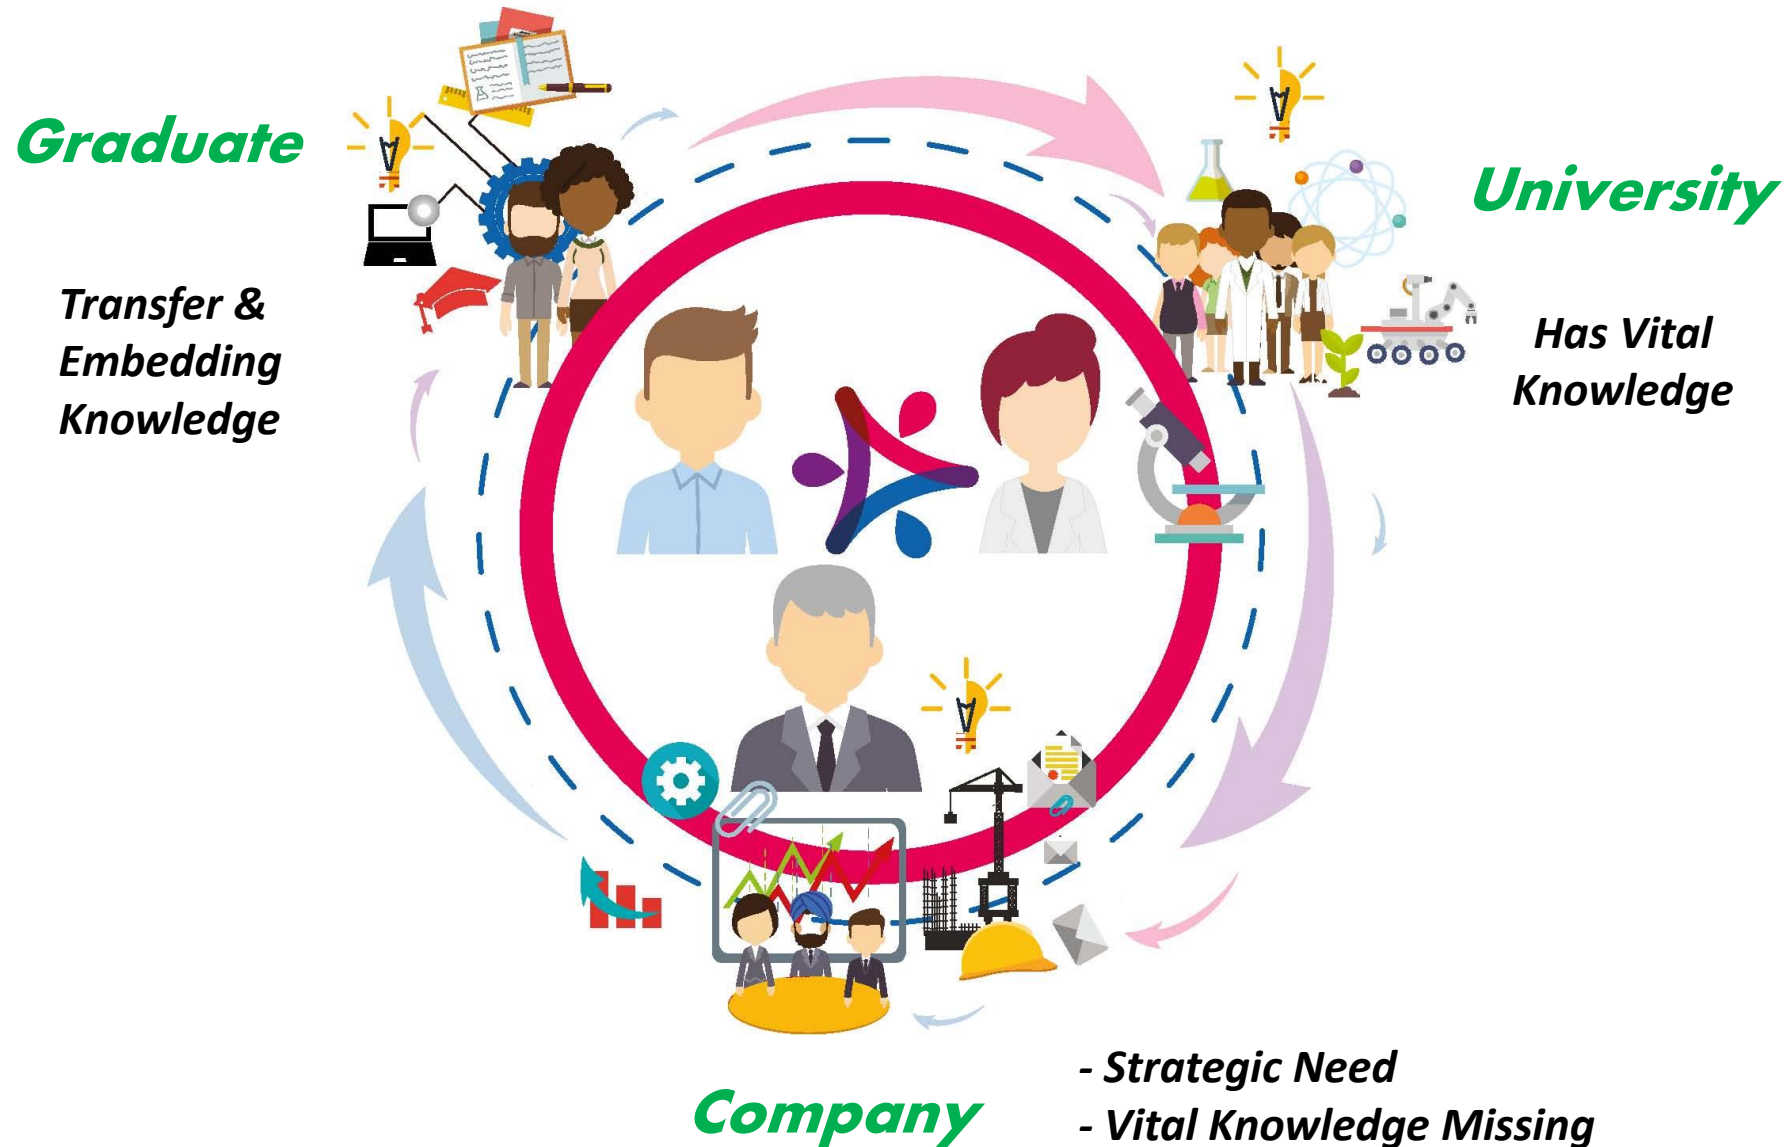 Graduate
Transfer &
Embedding
Knowledge
University
Has Vital
Knowledge
Company
- Strategic Need
- Vital Knowledge Missing